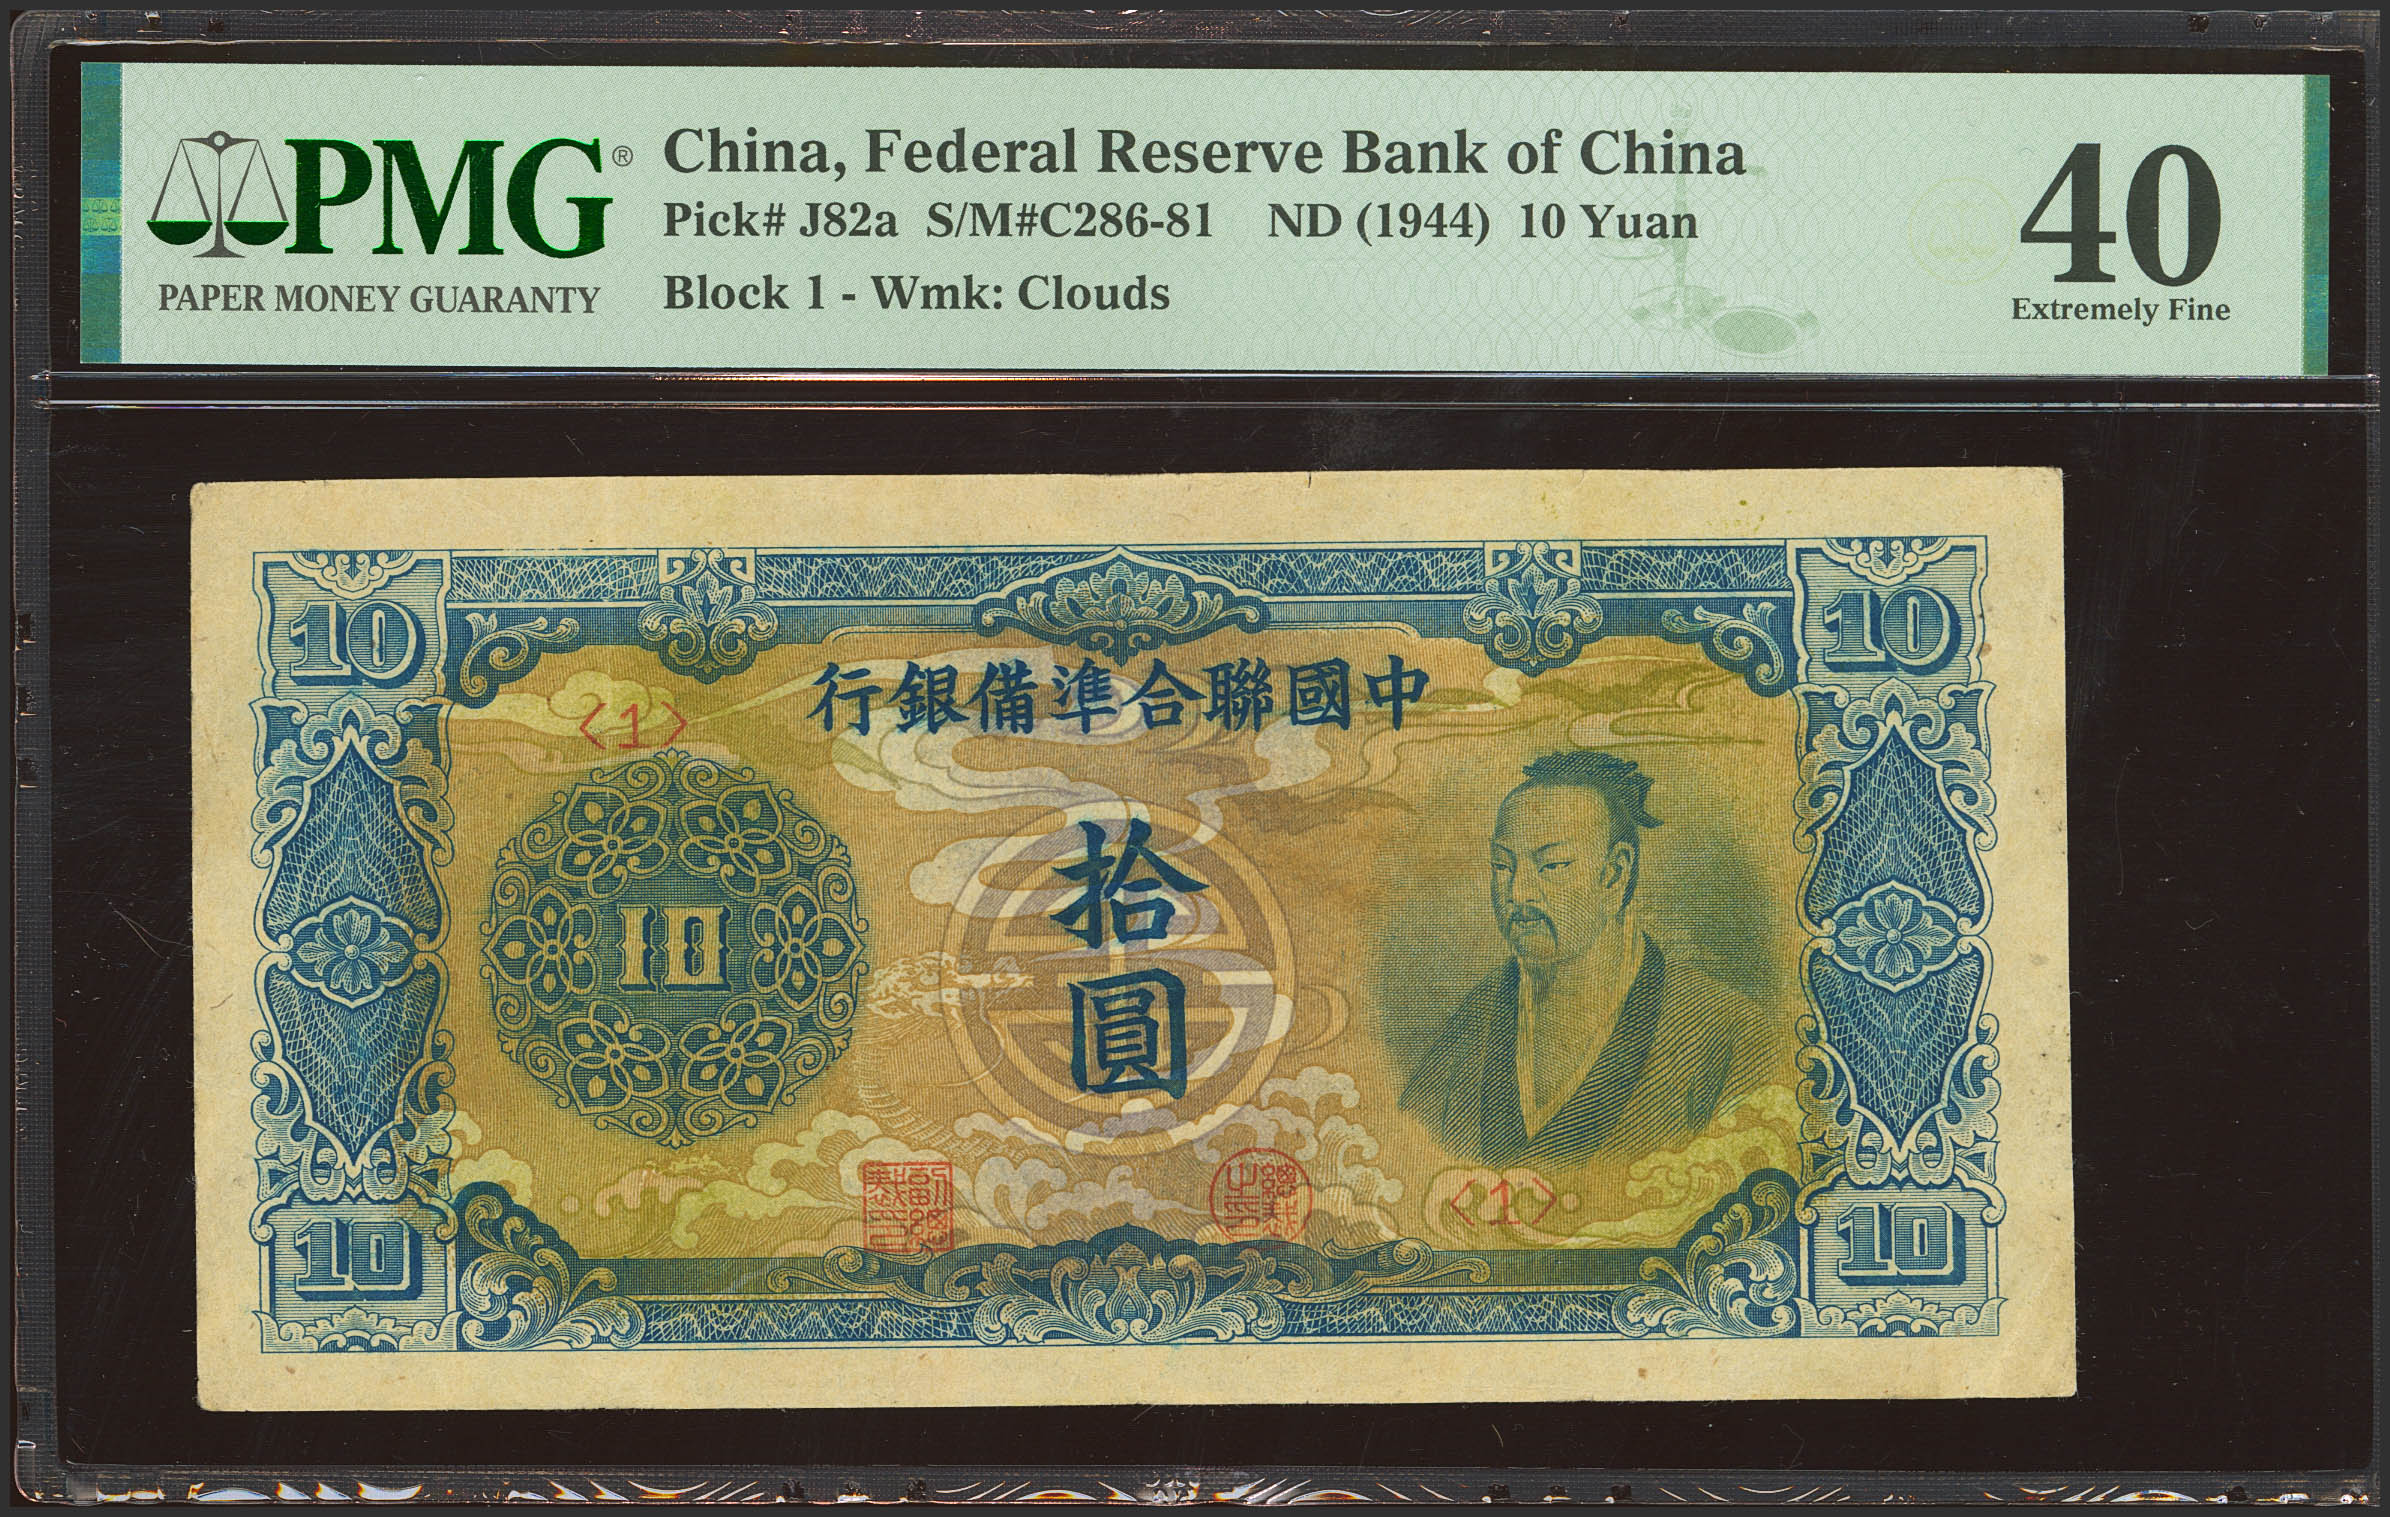 PMG®
PAPER MONEY GUARANTY
China, Federal Reserve Bank of China
Pick# J82a S/M#C286-81 ND (1944) 10 Yuan
Block 1 - Wmk: Clouds
40
Extremely Fine
10
10
行銀備準合聯國中
<1>
10
拾
圓
<1>
10
10